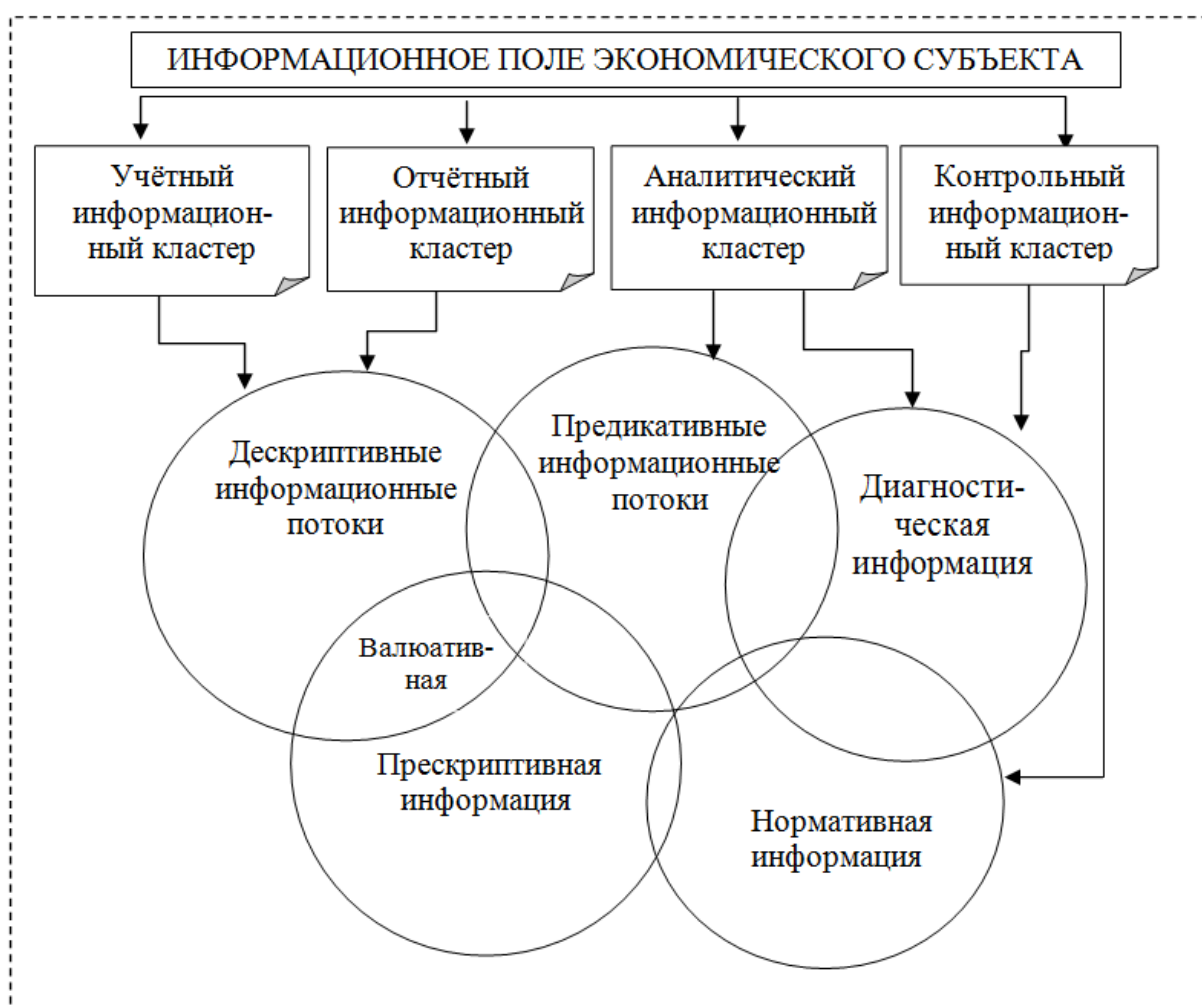 ИНФОРМАЦИОННОЕ ПОЛЕ ЭКОНОМИЧЕСКОГО СУБЪЕКТА
Учётный
информацион-
ный кластер
Отчётный
информационный
кластер
Аналитический
информационный
кластер
Контрольный
информацион-
ный кластер
Дескриптивные
информационные
потоки
Предикативные
информационные
потоки
Диагности-
ческая
информация
Валюатив-
ная
Прескриптивная
информация
Нормативная
информация